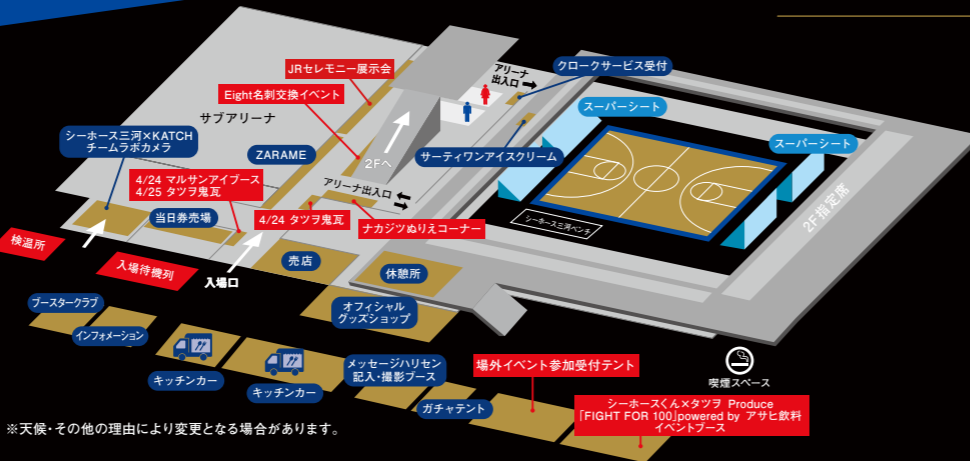 JRセレモニー展示会
アリーナ
出入口
クロークサービス受付
Eight名刺交換イベント
サブアリーナ
スーパーシート
シーホース三河×KATCH
チームラボカメラ
ZARAME
2Fへ
サーティワンアイスクリーム
スーパーシート
4/24 マルサンアイブース
4/25 タツヲ鬼瓦
アリーナ出入口
当日券売場
4/24 タツヲ鬼瓦
ナカジツぬりえコーナー
シーホース三河ベンチ
2F指定席
検温所
入場待機列
入場口
売店
休憩所
ブースタークラブ
インフォメーション
オフィシャル
グッズショップ
キッチンカー
キッチンカー
メッセージハリセン
記入・撮影ブース
ガチャテント
場外イベント参加受付テント
喫煙スペース
シーホースくん×タツヲ Produce
「FIGHT FOR 100」powered by アサヒ飲料
イベントブース
※天候・その他の理由により変更となる場合があります。